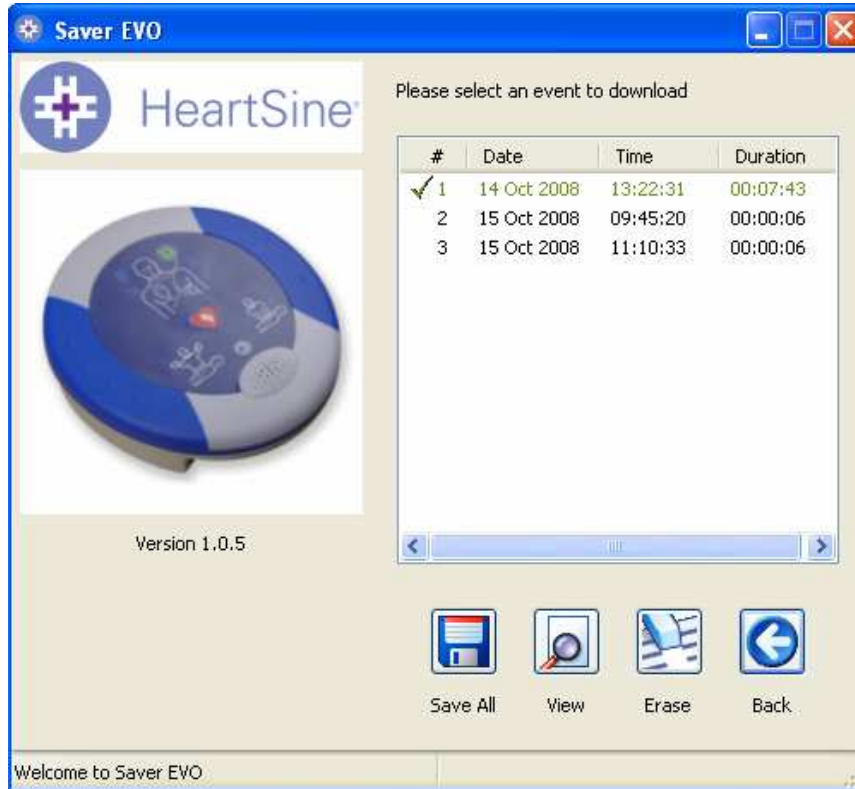 Saver EVO
HeartSine
Please select an event to download
# Date Time Duration
1 14 Oct 2008 13:22:31 00:07:43
2 15 Oct 2008 09:45:20 00:00:06
3 15 Oct 2008 11:10:33 00:00:06
Version 1.0.5
Save All View Erase Back
Welcome to Saver EVO